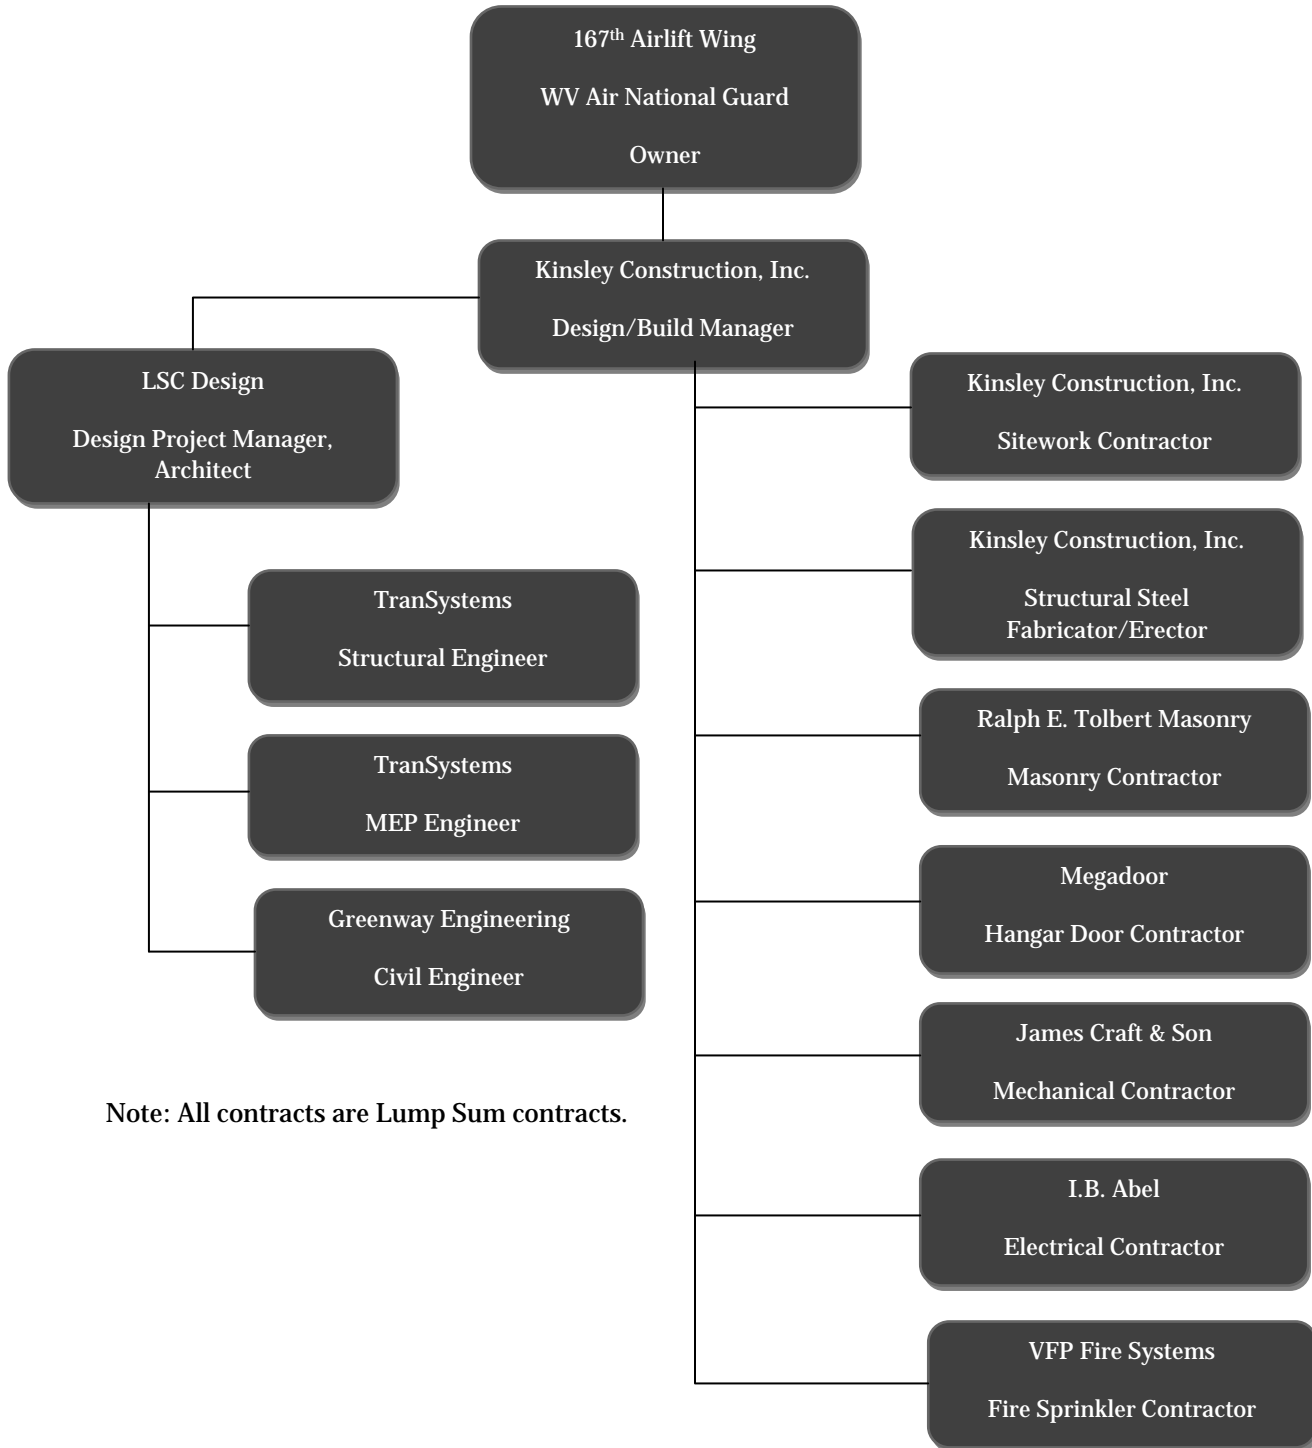 167th Airlift Wing
WV Air National Guard
Owner
Kinsley Construction, Inc.
Design/Build Manager
LSC Design
Design Project Manager,
Architect
TranSystems
Structural Engineer
TranSystems
MEP Engineer
Greenway Engineering
Civil Engineer
Kinsley Construction, Inc.
Sitework Contractor
Kinsley Construction, Inc.
Structural Steel
Fabricator/Erector
Ralph E. Tolbert Masonry
Masonry Contractor
Megadoor
Hangar Door Contractor
James Craft & Son
Mechanical Contractor
I.B. Abel
Electrical Contractor
VFP Fire Systems
Fire Sprinkler Contractor
Note: All contracts are Lump Sum contracts.